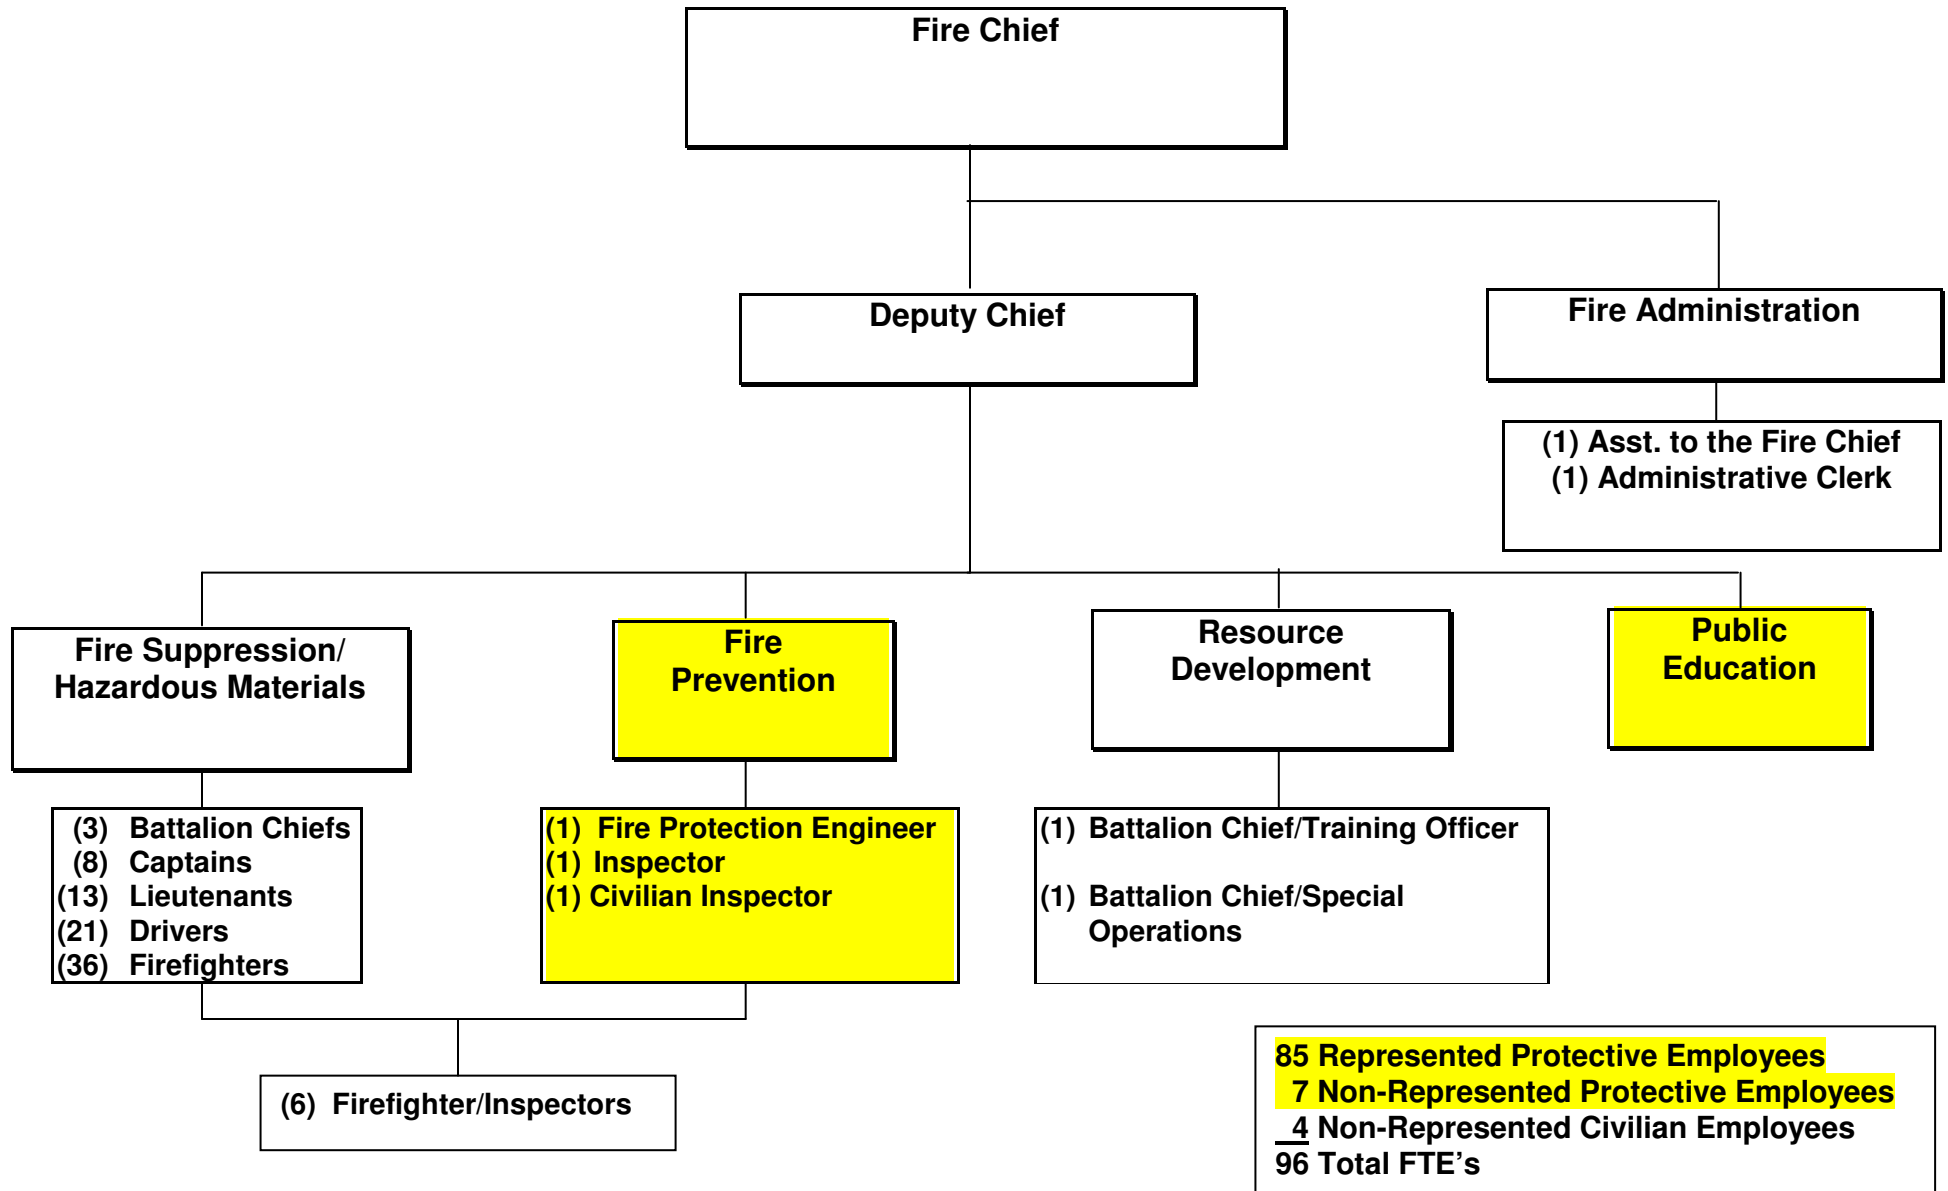 Fire Chief
Deputy Chief
Fire Administration
(1) Asst. to the Fire Chief
(1) Administrative Clerk
Fire Suppression/
Hazardous Materials
Fire
Prevention
Resource
Development
Public
Education
(3) Battalion Chiefs
(8) Captains
(13) Lieutenants
(21) Drivers
(36) Firefighters
(1) Fire Protection Engineer
(1) Inspector
(1) Civilian Inspector
(1) Battalion Chief/Training Officer
(1) Battalion Chief/Special
Operations
(6) Firefighter/Inspectors
85 Represented Protective Employees
7 Non-Represented Protective Employees
4 Non-Represented Civilian Employees
96 Total FTE's